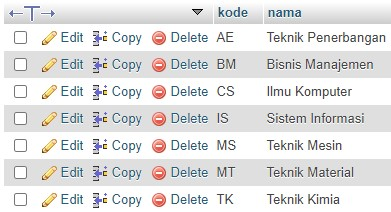 kode nama
Edit Copy Delete AE Teknik Penerbangan
Edit Copy Delete BM Bisnis Manajemen
Edit Copy Delete CS Ilmu Komputer
Edit Copy Delete IS Sistem Informasi
Edit Copy Delete MS Teknik Mesin
Edit Copy Delete MT Teknik Material
Edit Copy Delete TK Teknik Kimia